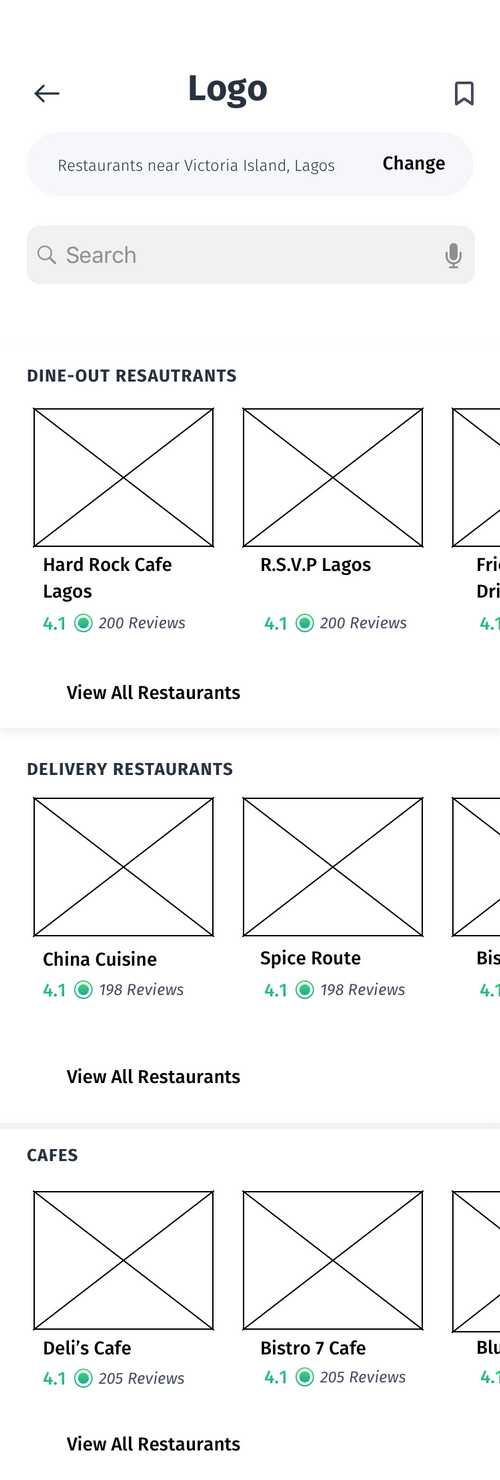 Logo
Restaurants near Victoria Island, Lagos Change
Search
DINE-OUT RESAUTRANTS
Hard Rock Cafe Lagos
R.S.V.P Lagos
Fri
Dri
4.1 200 Reviews
4.1 200 Reviews
4.1
View All Restaurants
DELIVERY RESTAURANTS
China Cuisine
Spice Route
Bis
4.1 198 Reviews
4.1 198 Reviews
4.1
View All Restaurants
CAFES
Deli’s Cafe
Bistro 7 Cafe
Blu
4.1 205 Reviews
4.1 205 Reviews
4.1
View All Restaurants